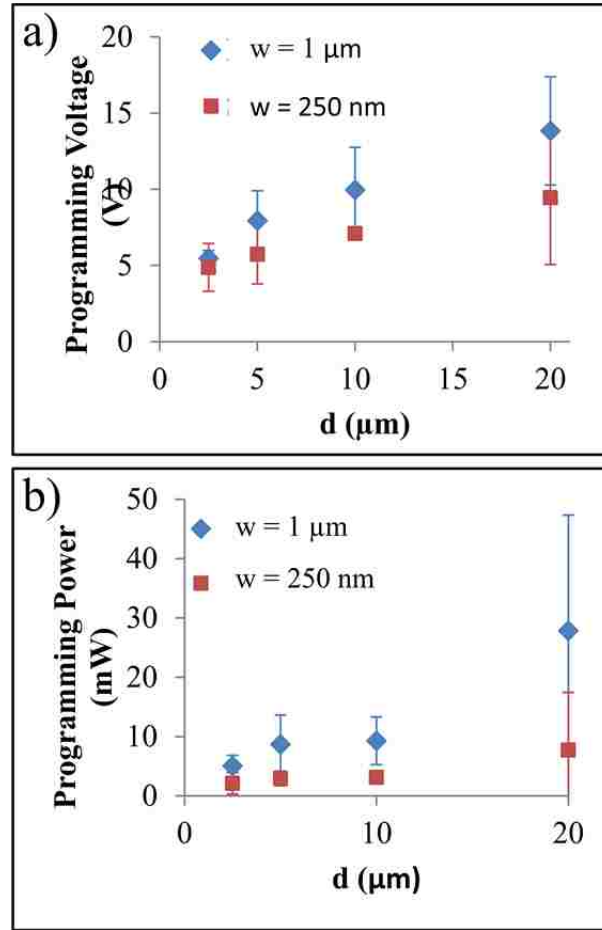 a)
Programming Voltage
(V)
20
15
10
5
0
w = 1 µm
w = 250 nm
0 5 10 15 20
d (µm)
b)
Programming Power
(mW)
50
40
30
20
10
0
w = 1 µm
w = 250 nm
0 10 20
d (µm)